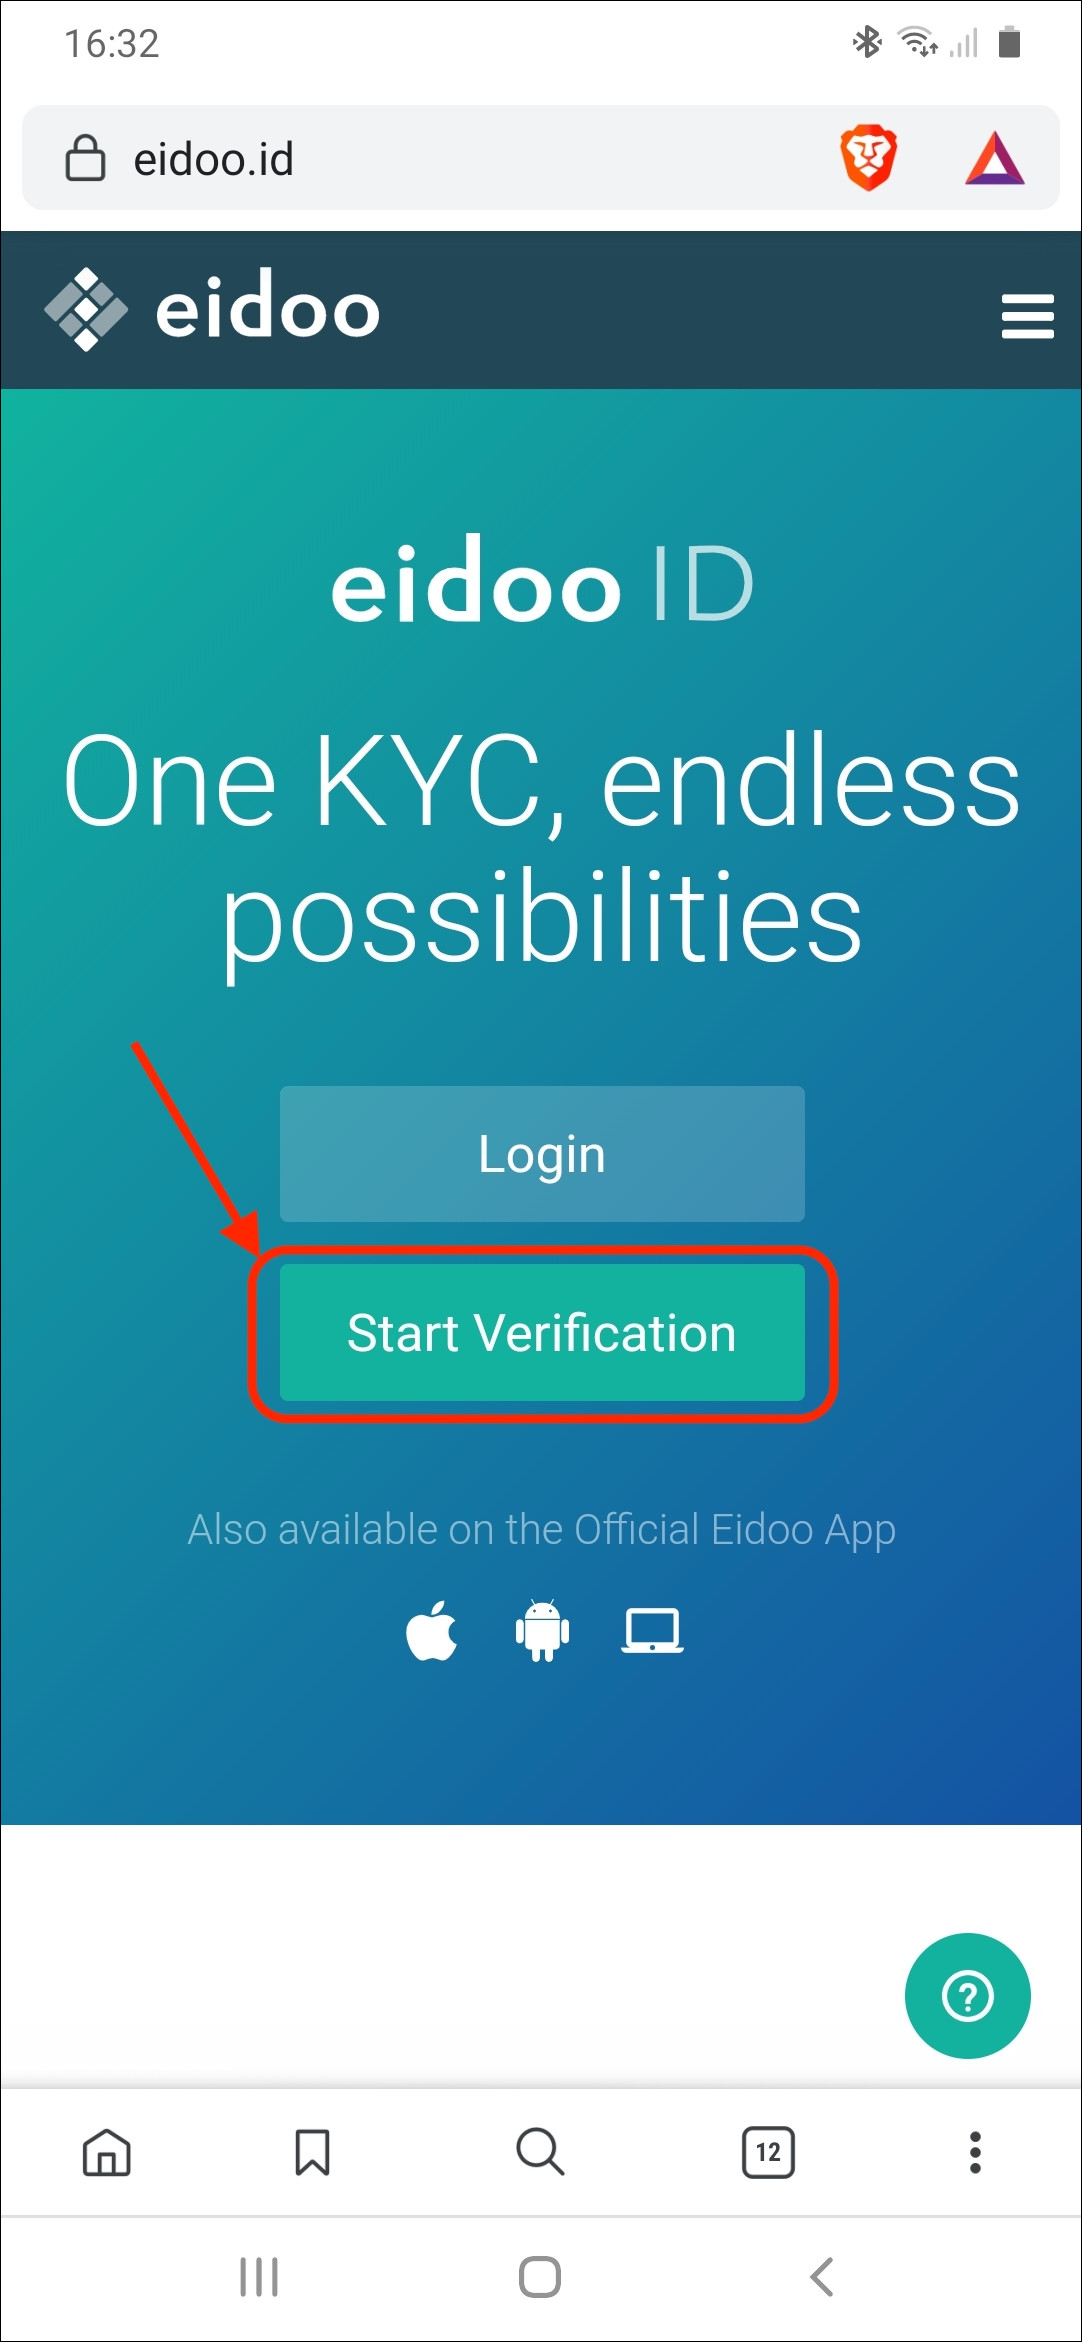 16:32
eidoo.id
eidoo
eidoo ID
One KYC, endless
possibilities
Login
Start Verification
Also available on the Official Eidoo App
?
12